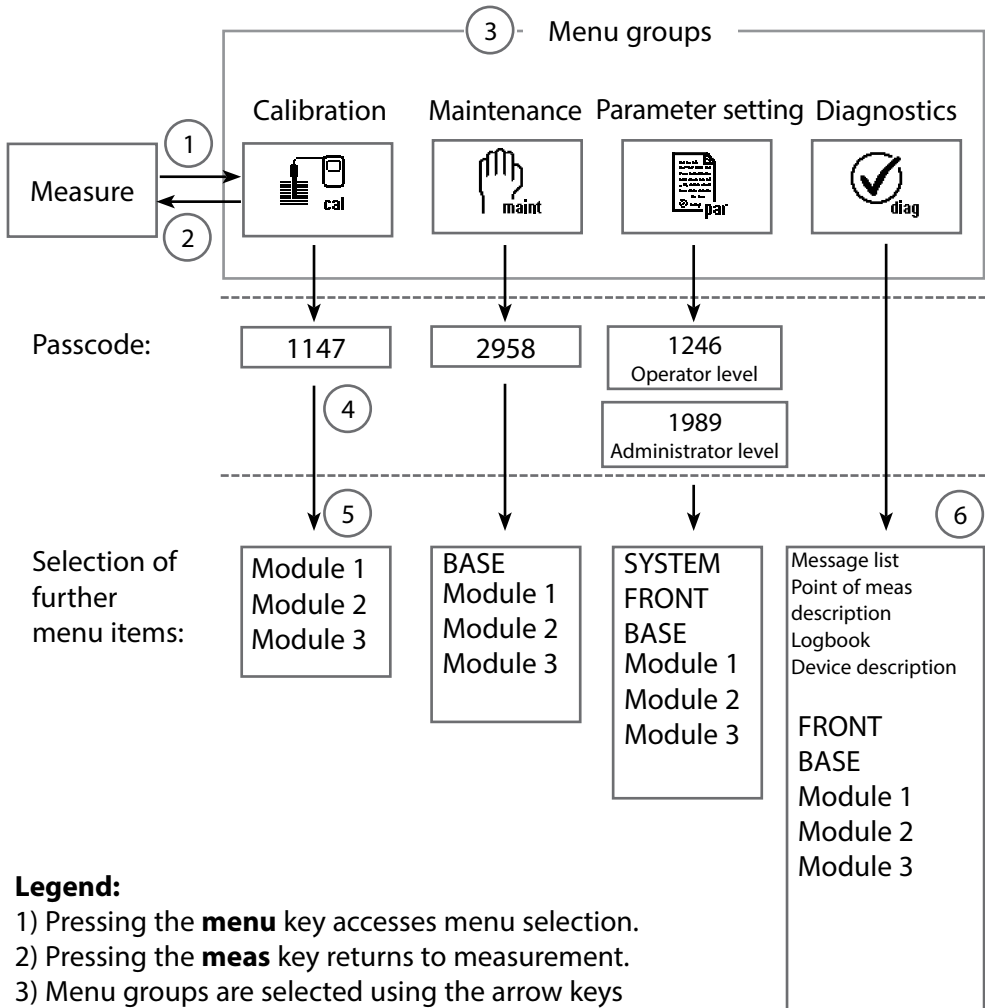 3 Menu groups
Calibration Maintenance Parameter setting Diagnostics
1
Measure
cal maint par diag
2
Passcode: 1147 2958 1246
Operator level
4
1989
Administrator level
5 6
Selection of
further
menu items:
Module 1
Module 2
Module 3
BASE
Module 1
Module 2
Module 3
SYSTEM
FRONT
BASE
Module 1
Module 2
Module 3
Message list
Point of meas
description
Logbook
Device description
FRONT
BASE
Module 1
Module 2
Module 3
Legend:
1) Pressing the menu key accesses menu selection.
2) Pressing the meas key returns to measurement.
3) Menu groups are selected using the arrow keys